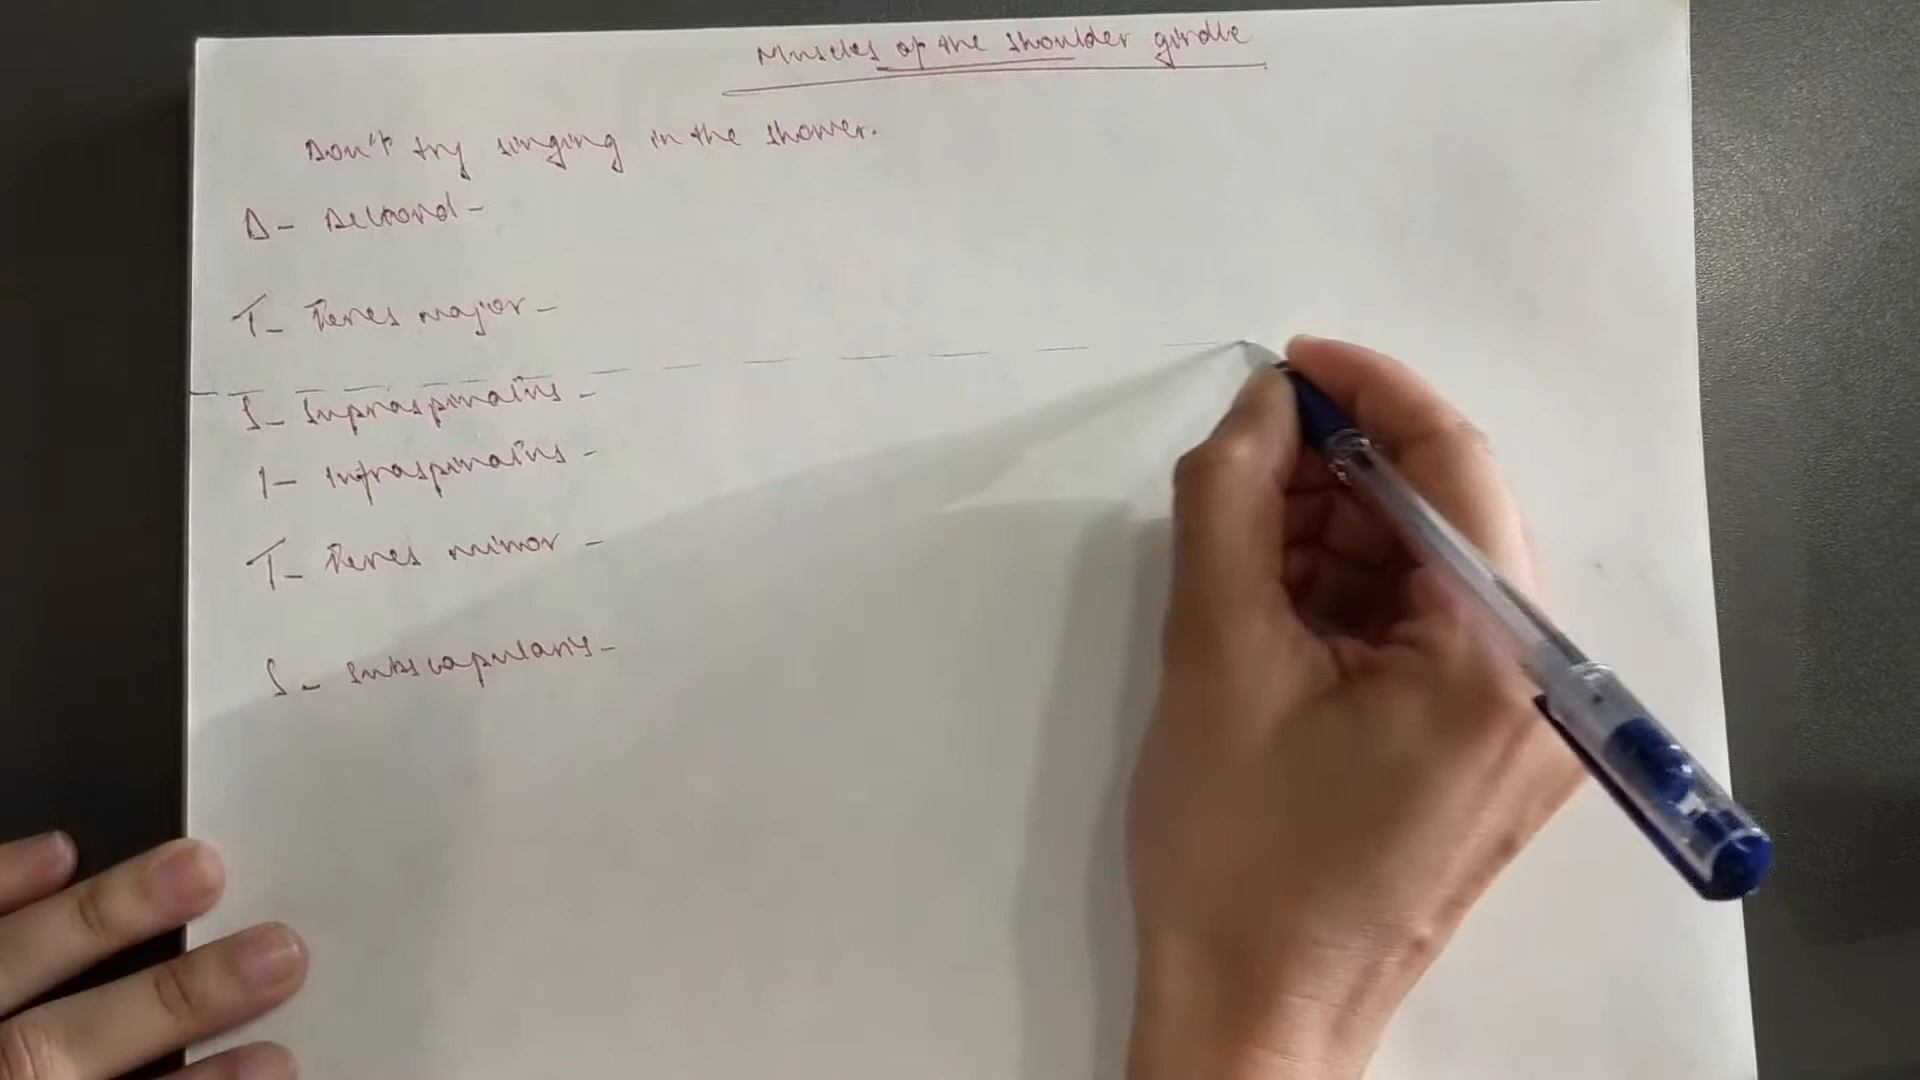 Muscles of the shoulder girdle
Don't try singing in the shower.
D- Deltoid -
T- Teres major -
S- Supraspinatus -
I- Infraspinatus -
T- Teres minor -
S- Subscapularis -